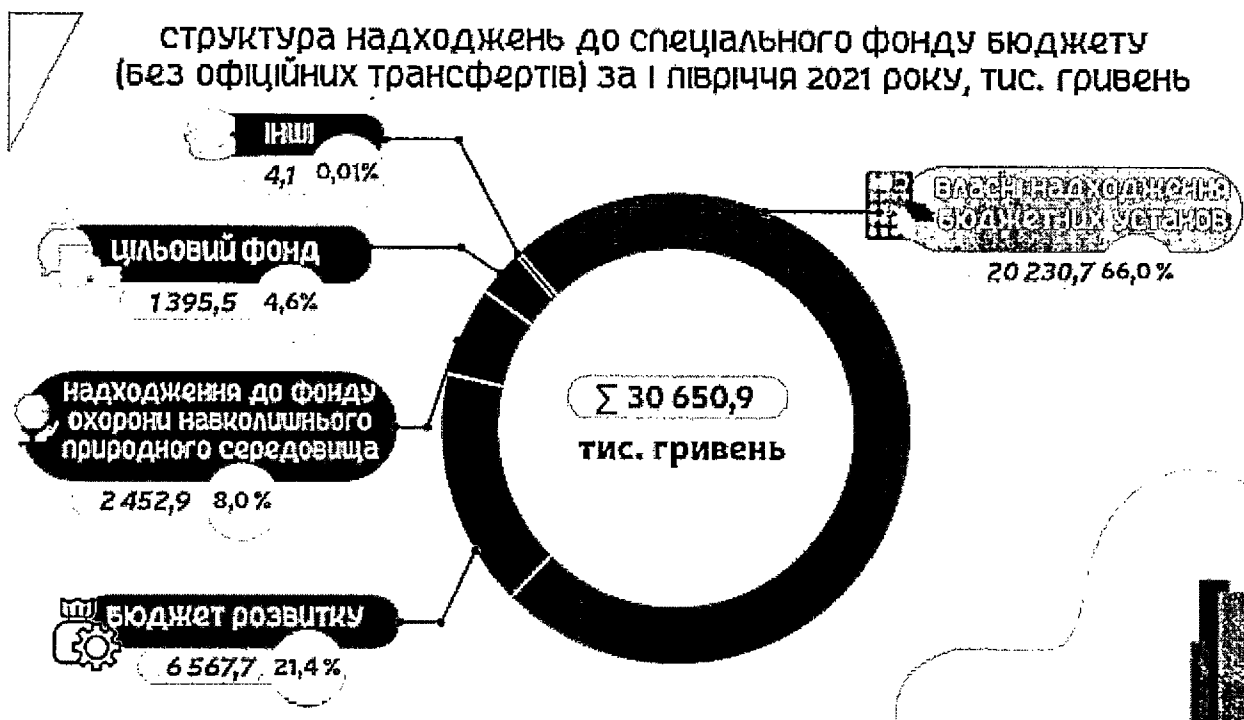 СТРУКТУРА НАДХОДЖЕНЬ ДО СПЕЦІАЛЬНОГО ФОНДУ БЮДЖЕТУ
(БЕЗ ОФІЦІЙНИХ ТРАНСФЕРТІВ) ЗА І ПІВРІЧЧЯ 2021 РОКУ, ТИС. ГРИВЕНЬ
ІНШІ
4,1 0,01%
ЦІЛЬОВИЙ ФОНД
1 395,5 4,6%
НАДХОДЖЕННЯ ДО ФОНДУ
ОХОРОНИ НАВКОЛИШНЬОГО
ПРИРОДНОГО СЕРЕДОВИЩА
2 452,9 8,0%
БЮДЖЕТ РОЗВИТКУ
6 567,7 21,4%
∑ 30 650,9
тис. гривень
ВЛАСНІ НАДХОДЖЕННЯ
БЮДЖЕТНИХ УСТАНОВ
20 230,7 66,0%